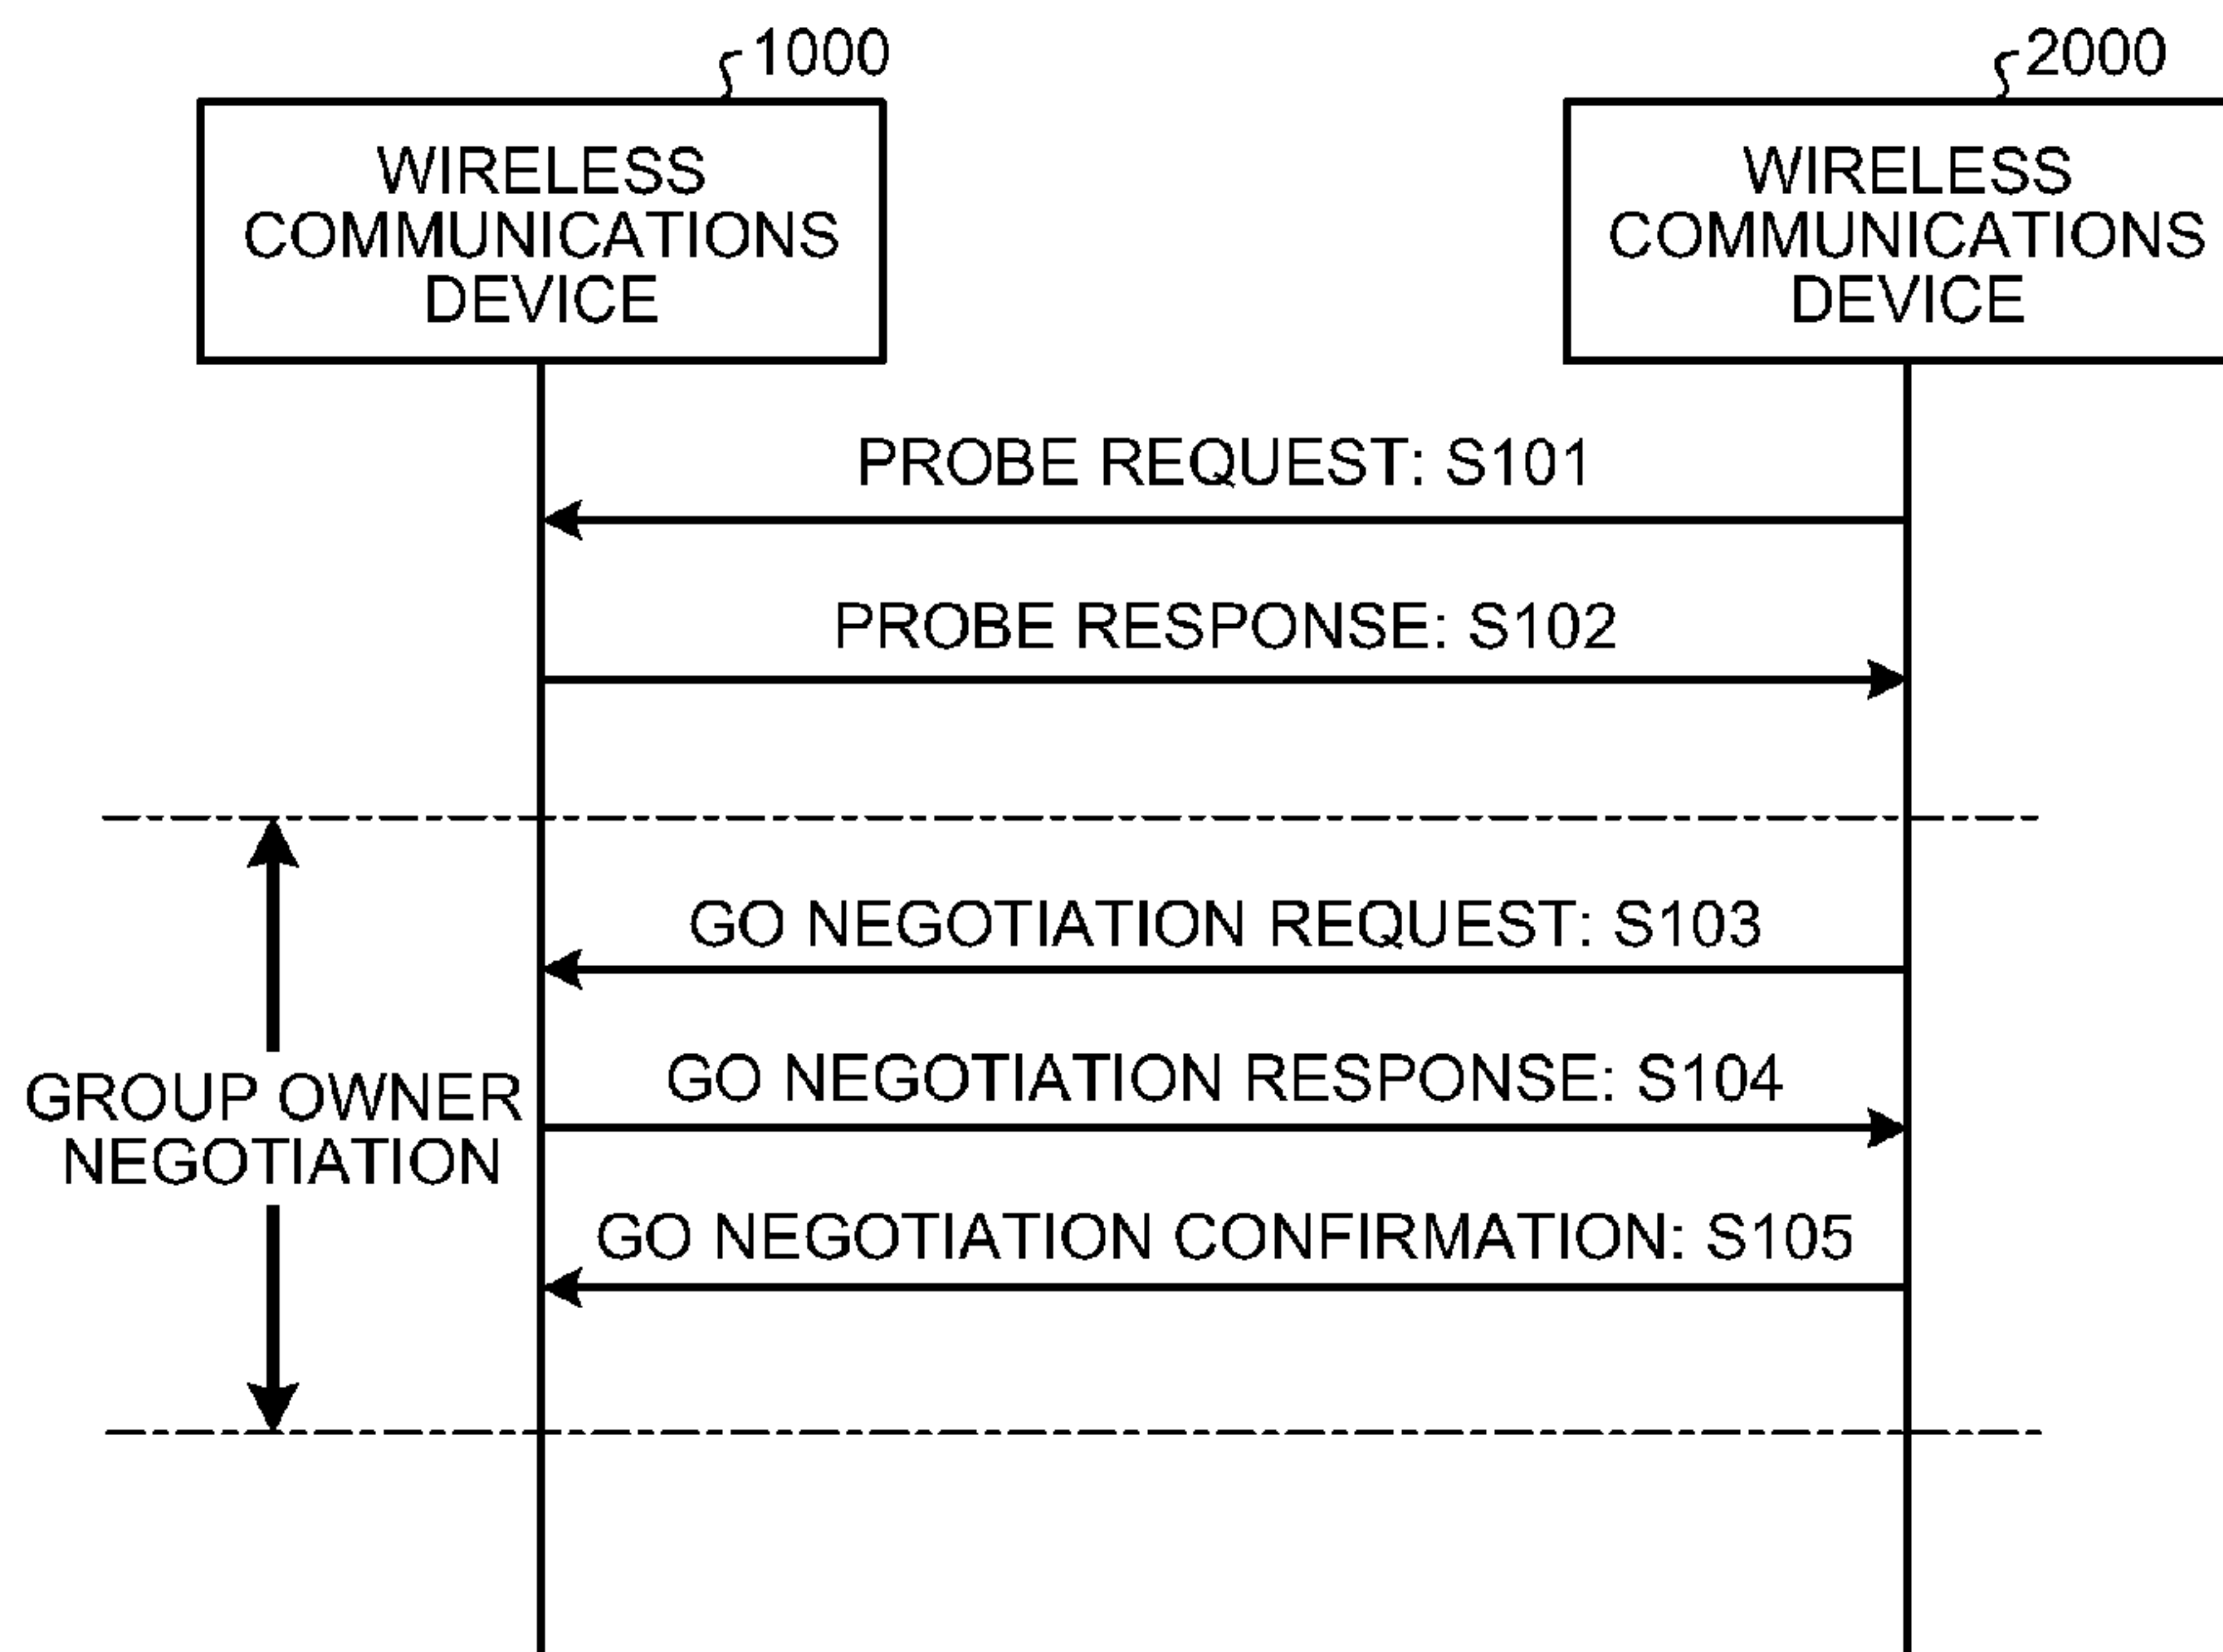 1000
2000
WIRELESS
COMMUNICATIONS
DEVICE
WIRELESS
COMMUNICATIONS
DEVICE
PROBE REQUEST: S101
PROBE RESPONSE: S102
GO NEGOTIATION REQUEST: S103
GO NEGOTIATION RESPONSE: S104
GROUP OWNER
NEGOTIATION
GO NEGOTIATION CONFIRMATION: S105